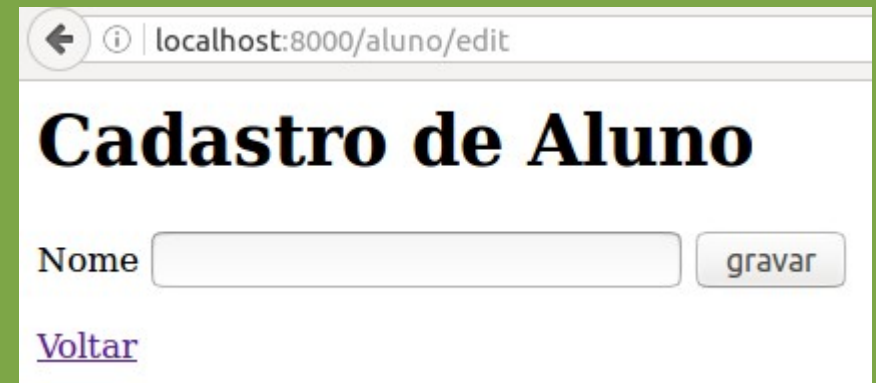 localhost:8000/aluno/edit
Cadastro de Aluno
Nome gravar
Voltar